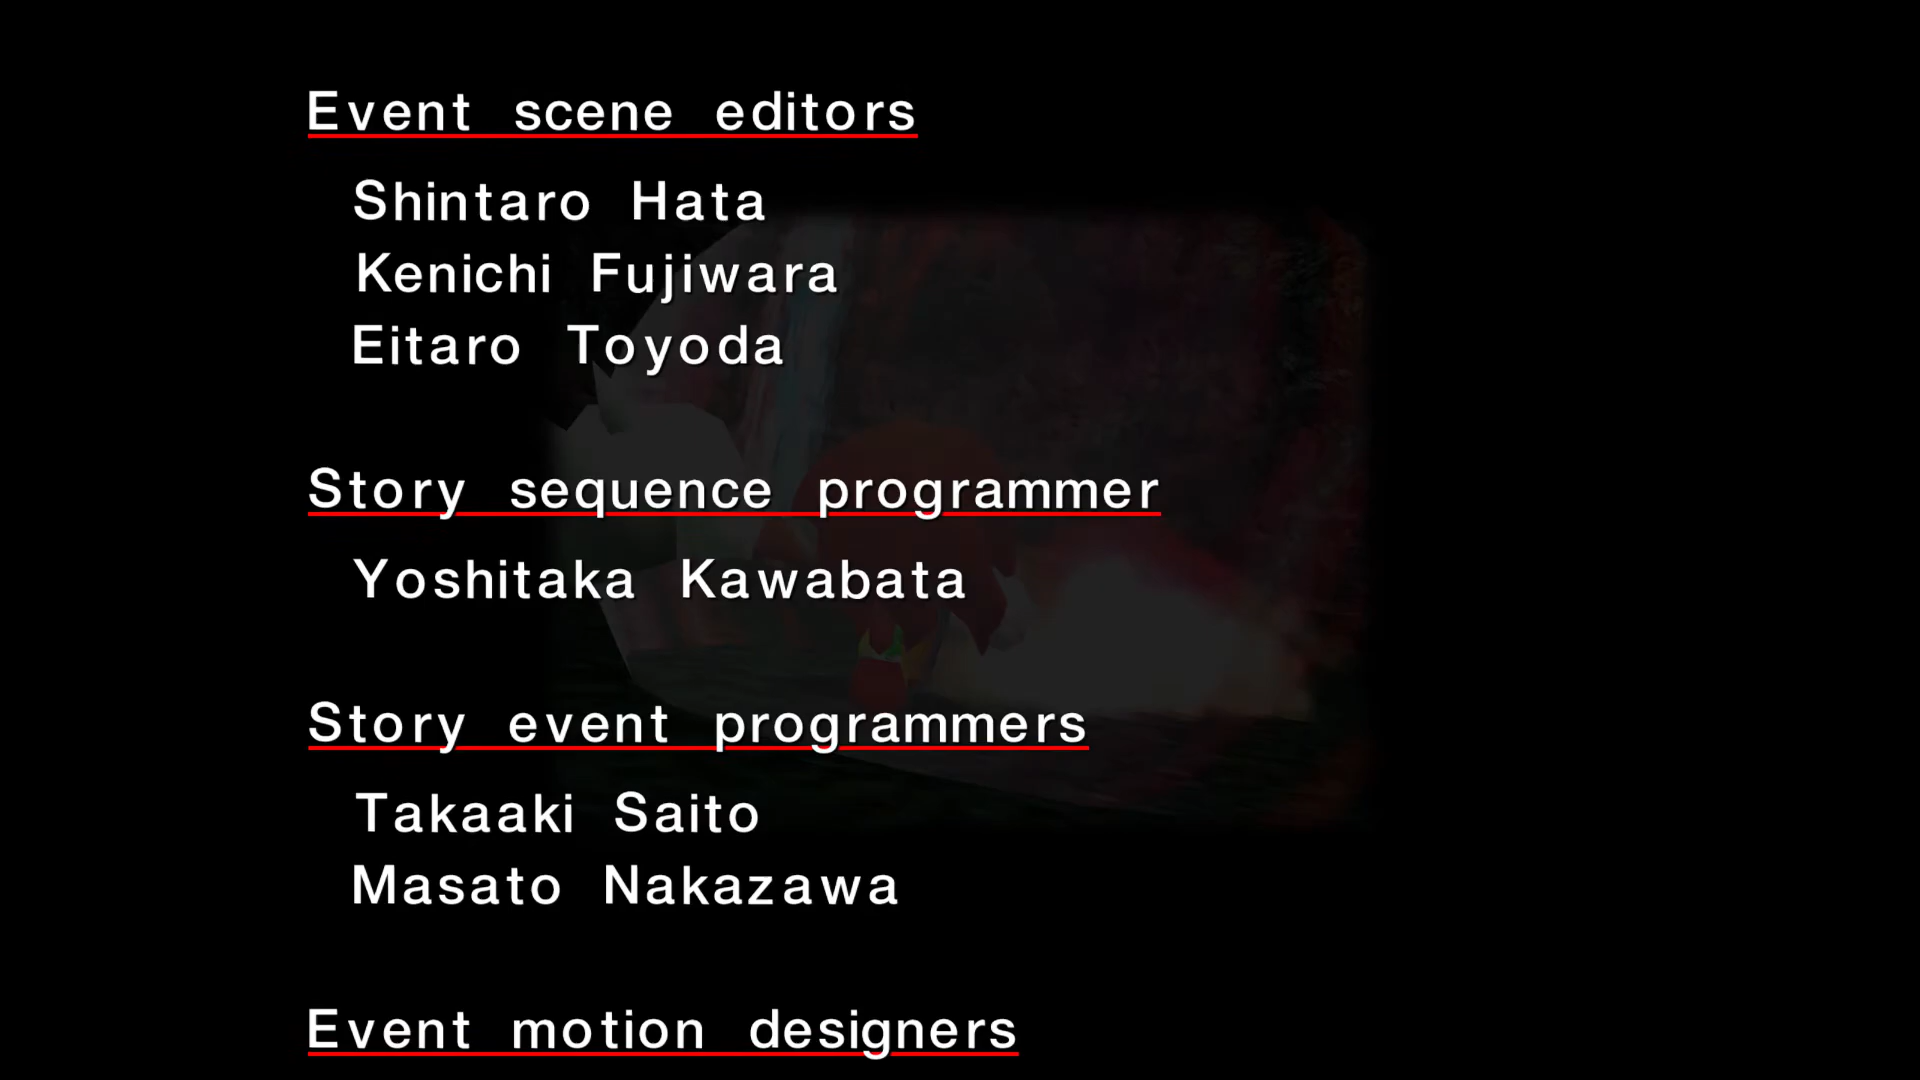 Event scene editors
Shintaro Hata
Kenichi Fujiwara
Eitaro Toyoda
Story sequence programmer
Yoshitaka Kawabata
Story event programmers
Takaaki Saito
Masato Nakazawa
Event motion designers